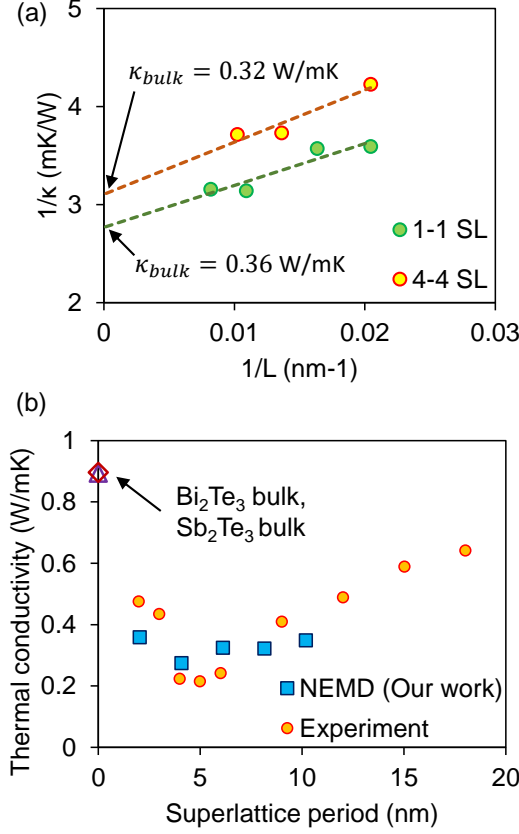 (a)
5
4
3
2
1/κ (mK/W)
κ_bulk = 0.32 W/mK
κ_bulk = 0.36 W/mK
1-1 SL
4-4 SL
0 0.01 0.02 0.03
1/L (nm-1)
(b)
1
0.8
0.6
0.4
0.2
0
Thermal conductivity (W/mK)
Bi₂Te₃ bulk,
Sb₂Te₃ bulk
NEMD (Our work)
Experiment
0 5 10 15 20
Superlattice period (nm)